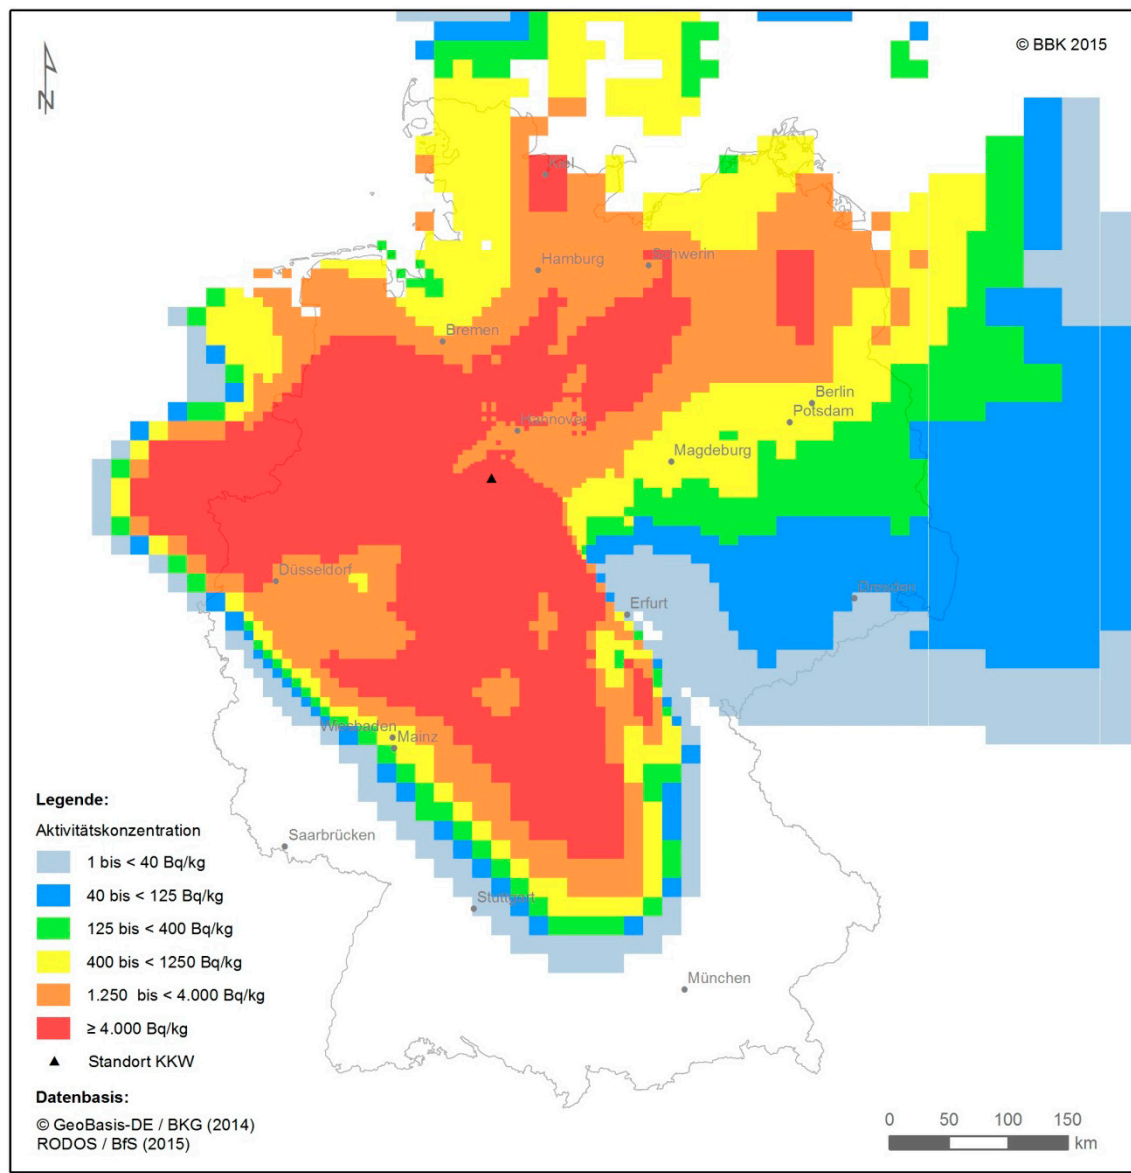 © BBK 2015
N
Kiel
Hamburg
Schwerin
Bremen
Berlin
Potsdam
Hannover
Magdeburg
Düsseldorf
Dresden
Erfurt
Wiesbaden
Mainz
Saarbrücken
Stuttgart
München
Legende:
Aktivitätskonzentration
1 bis < 40 Bq/kg
40 bis < 125 Bq/kg
125 bis < 400 Bq/kg
400 bis < 1250 Bq/kg
1.250 bis < 4.000 Bq/kg
≥ 4.000 Bq/kg
Standort KKW
Datenbasis:
© GeoBasis-DE / BKG (2014)
RODOS / BfS (2015)
0 50 100 150
km